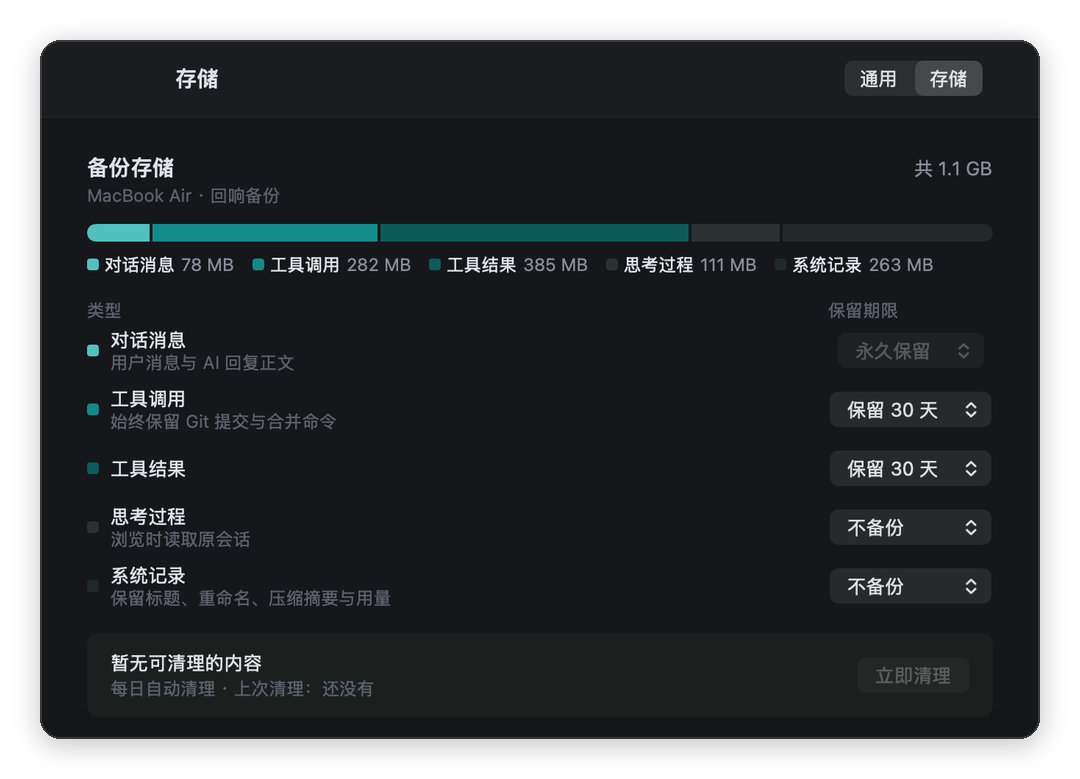 存储
通用
存储
备份存储
共 1.1 GB
MacBook Air · 回响备份
对话消息 78 MB
工具调用 282 MB
工具结果 385 MB
思考过程 111 MB
系统记录 263 MB
类型
保留期限
对话消息
用户消息与 AI 回复正文
永久保留
工具调用
始终保留 Git 提交与合并命令
保留 30 天
工具结果
保留 30 天
思考过程
浏览时读取原会话
不备份
系统记录
保留标题、重命名、压缩摘要与用量
不备份
暂无可清理的内容
每日自动清理 · 上次清理：还没有
立即清理